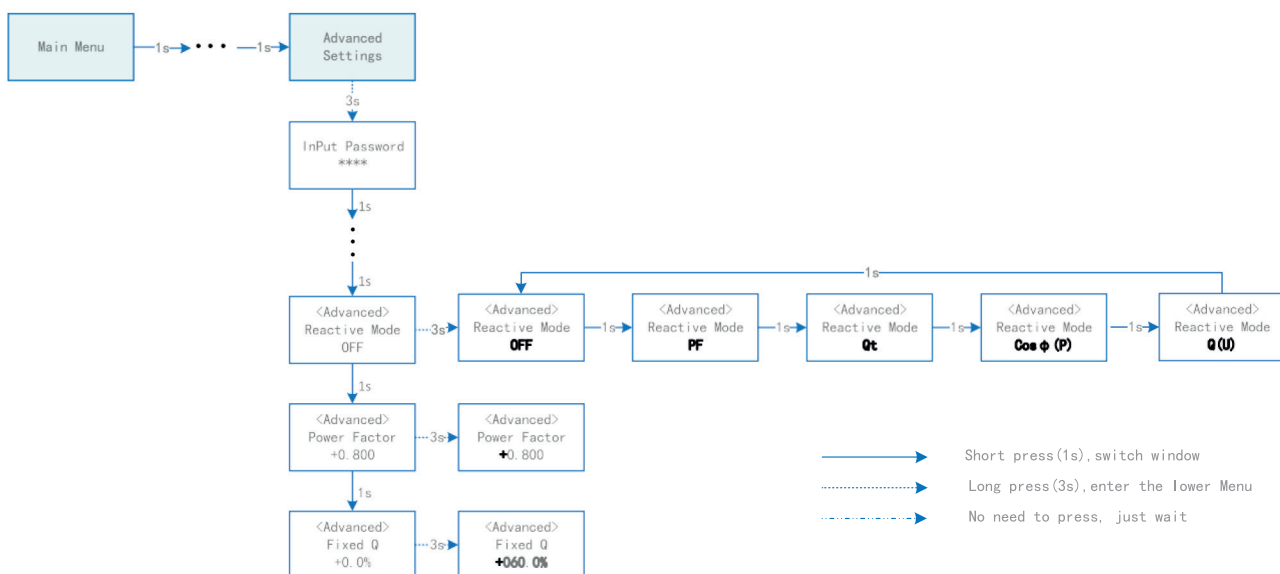 Main Menu
1s
1s
Advanced
Settings
3s
InPut Password
****
1s
1s
1s
<Advanced>
Reactive Mode
OFF
3s
<Advanced>
Reactive Mode
OFF
1s
<Advanced>
Reactive Mode
PF
1s
<Advanced>
Reactive Mode
Qt
1s
<Advanced>
Reactive Mode
Cosϕ(P)
1s
<Advanced>
Reactive Mode
Q(U)
1s
<Advanced>
Power Factor
+0.800
3s
<Advanced>
Power Factor
+0.800
1s
<Advanced>
Fixed Q
+0.0%
3s
<Advanced>
Fixed Q
+060.0%
Short press(1s),switch window
Long press(3s),enter the lower Menu
No need to press, just wait